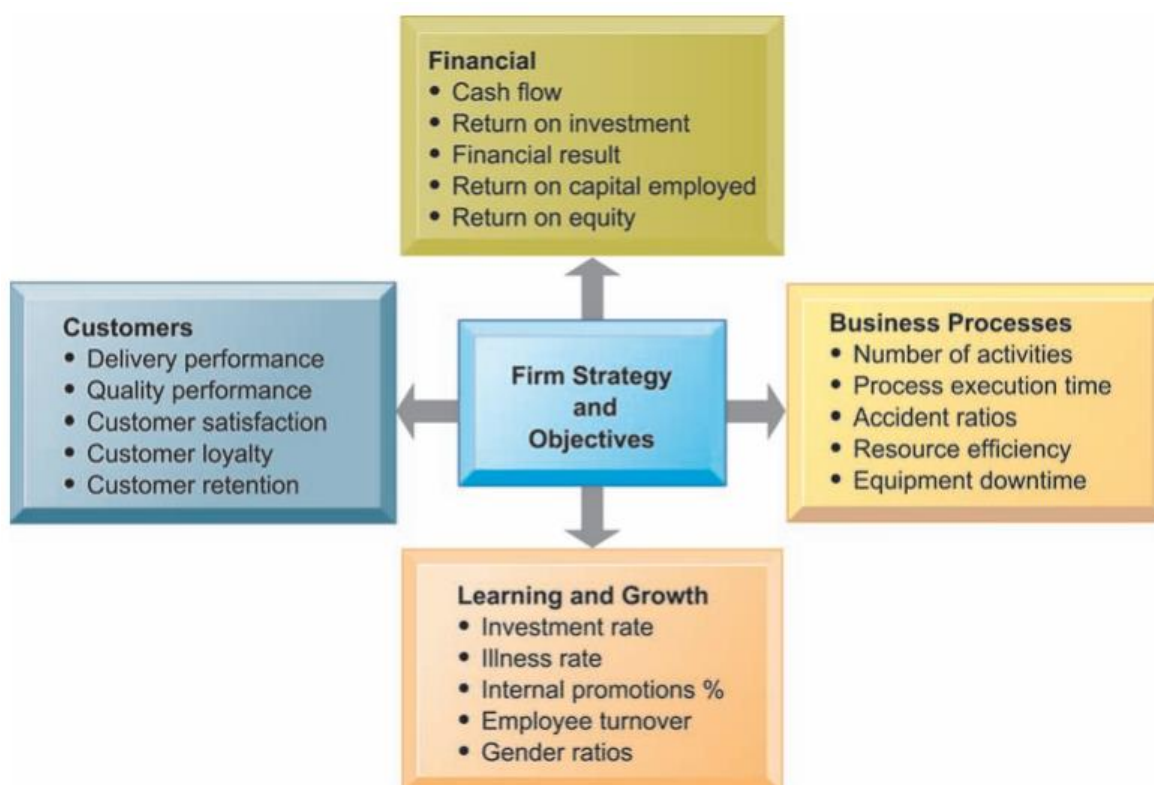 Financial
• Cash flow
• Return on investment
• Financial result
• Return on capital employed
• Return on equity
Customers
• Delivery performance
• Quality performance
• Customer satisfaction
• Customer loyalty
• Customer retention
Firm Strategy
and
Objectives
Business Processes
• Number of activities
• Process execution time
• Accident ratios
• Resource efficiency
• Equipment downtime
Learning and Growth
• Investment rate
• Illness rate
• Internal promotions %
• Employee turnover
• Gender ratios